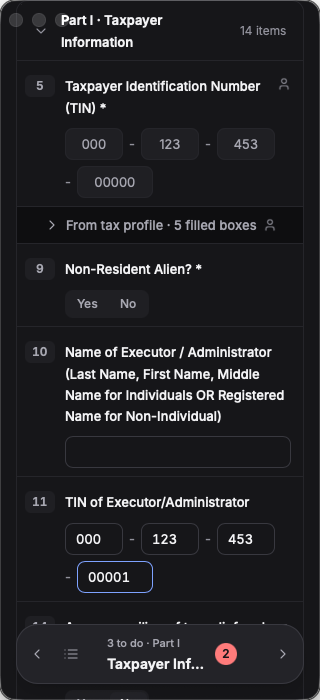 Part I · Taxpayer
Information
14 items
5
Taxpayer Identification Number
(TIN) *
000 - 123 - 453
- 00000
From tax profile · 5 filled boxes
9
Non-Resident Alien? *
Yes No
10
Name of Executor / Administrator
(Last Name, First Name, Middle
Name for Individuals OR Registered
Name for Non-Individual)
11
TIN of Executor/Administrator
000 - 123 - 453
- 00001
3 to do · Part I
Taxpayer Inf...
2